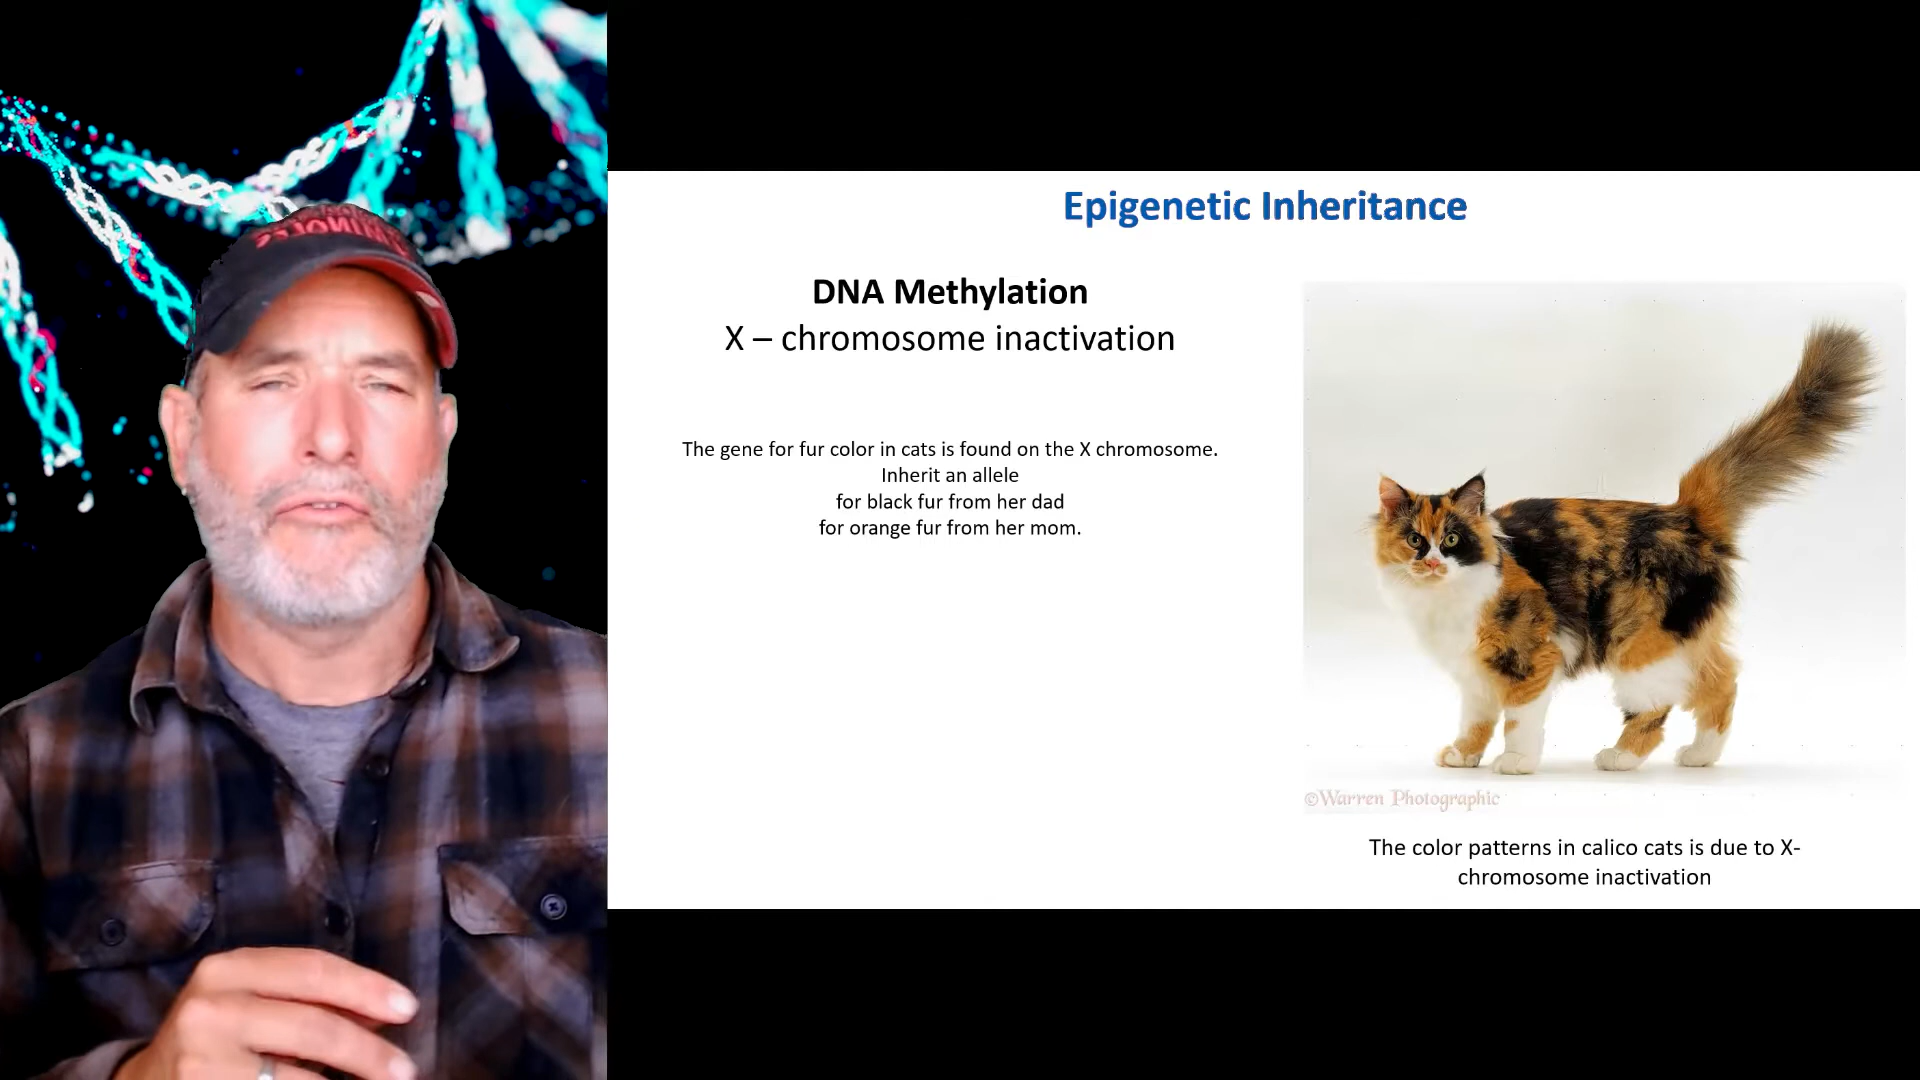 Epigenetic Inheritance
DNA Methylation
X – chromosome inactivation
The gene for fur color in cats is found on the X chromosome.
Inherit an allele
for black fur from her dad
for orange fur from her mom.
©Warren Photographic
The color patterns in calico cats is due to X-
chromosome inactivation